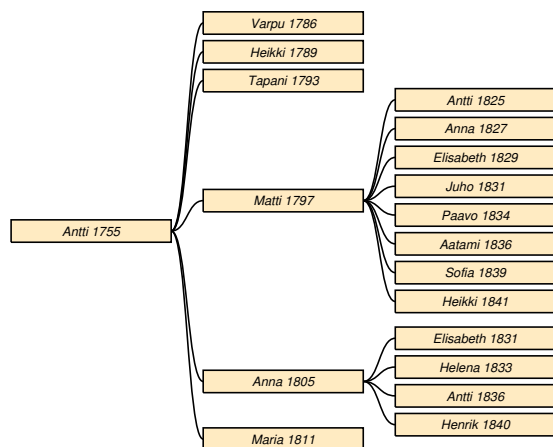 Varpu 1786
Heikki 1789
Tapani 1793
Antti 1825
Anna 1827
Elisabeth 1829
Juho 1831
Matti 1797
Paavo 1834
Antti 1755
Aatami 1836
Sofia 1839
Heikki 1841
Elisabeth 1831
Helena 1833
Anna 1805
Antti 1836
Henrik 1840
Maria 1811